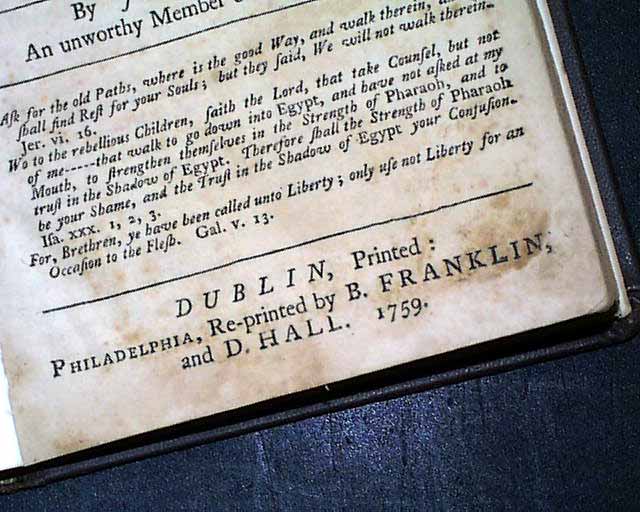 By
An unworthy Member
Aſk for the old Paths, where is the good Way, and walk therein, and
ſhall find Reſt for your Souls; but they ſaid, We will not walk therein.
Jer. vi. 16.
Wo to the rebellious Children, ſaith the Lord, that take Counſel, but not
of me-----that walk to go down into Egypt, and have not aſked at my
Mouth, to ſtrengthen themſelves in the Strength of Pharaoh, and to
truſt in the Shadow of Egypt. Therefore ſhall the Strength of Pharaoh
be your Shame, and the Truſt in the Shadow of Egypt your Confuſion.
Iſa. xxx. 1, 2, 3.
For, Brethren, ye have been called unto Liberty; only uſe not Liberty for an
Occaſion to the Fleſh. Gal. v. 13.
DUBLIN, Printed:
PHILADELPHIA, Re-printed by B. FRANKLIN,
and D. HALL. 1759.